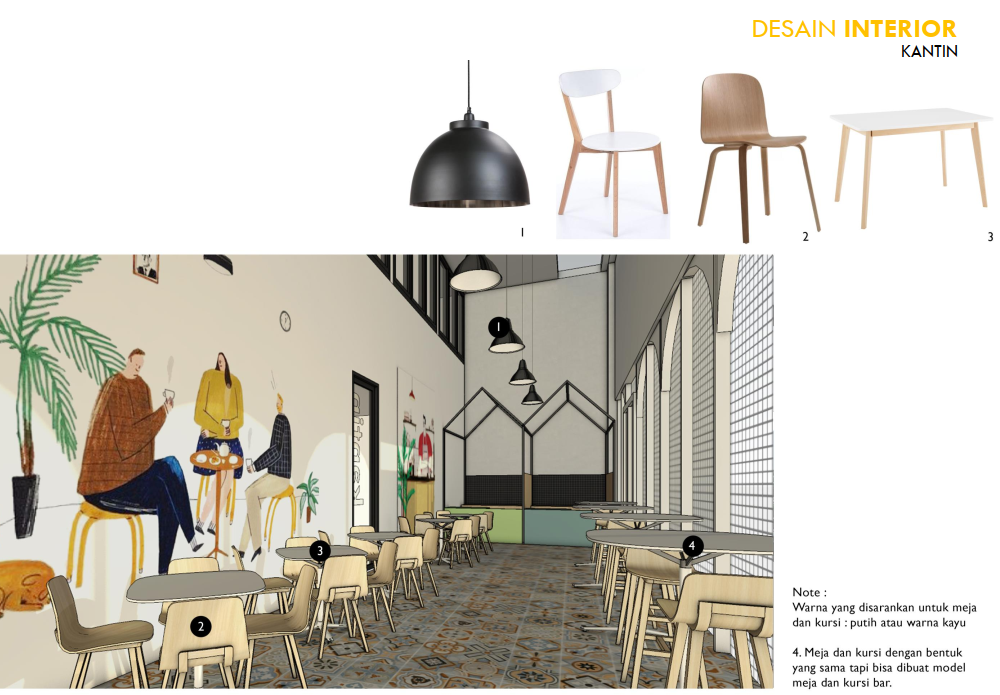 DESAIN INTERIOR
KANTIN
1
2
3
1
3
4
2
Note :
Warna yang disarankan untuk meja
dan kursi : putih atau warna kayu
4. Meja dan kursi dengan bentuk
yang sama tapi bisa dibuat model
meja dan kursi bar.